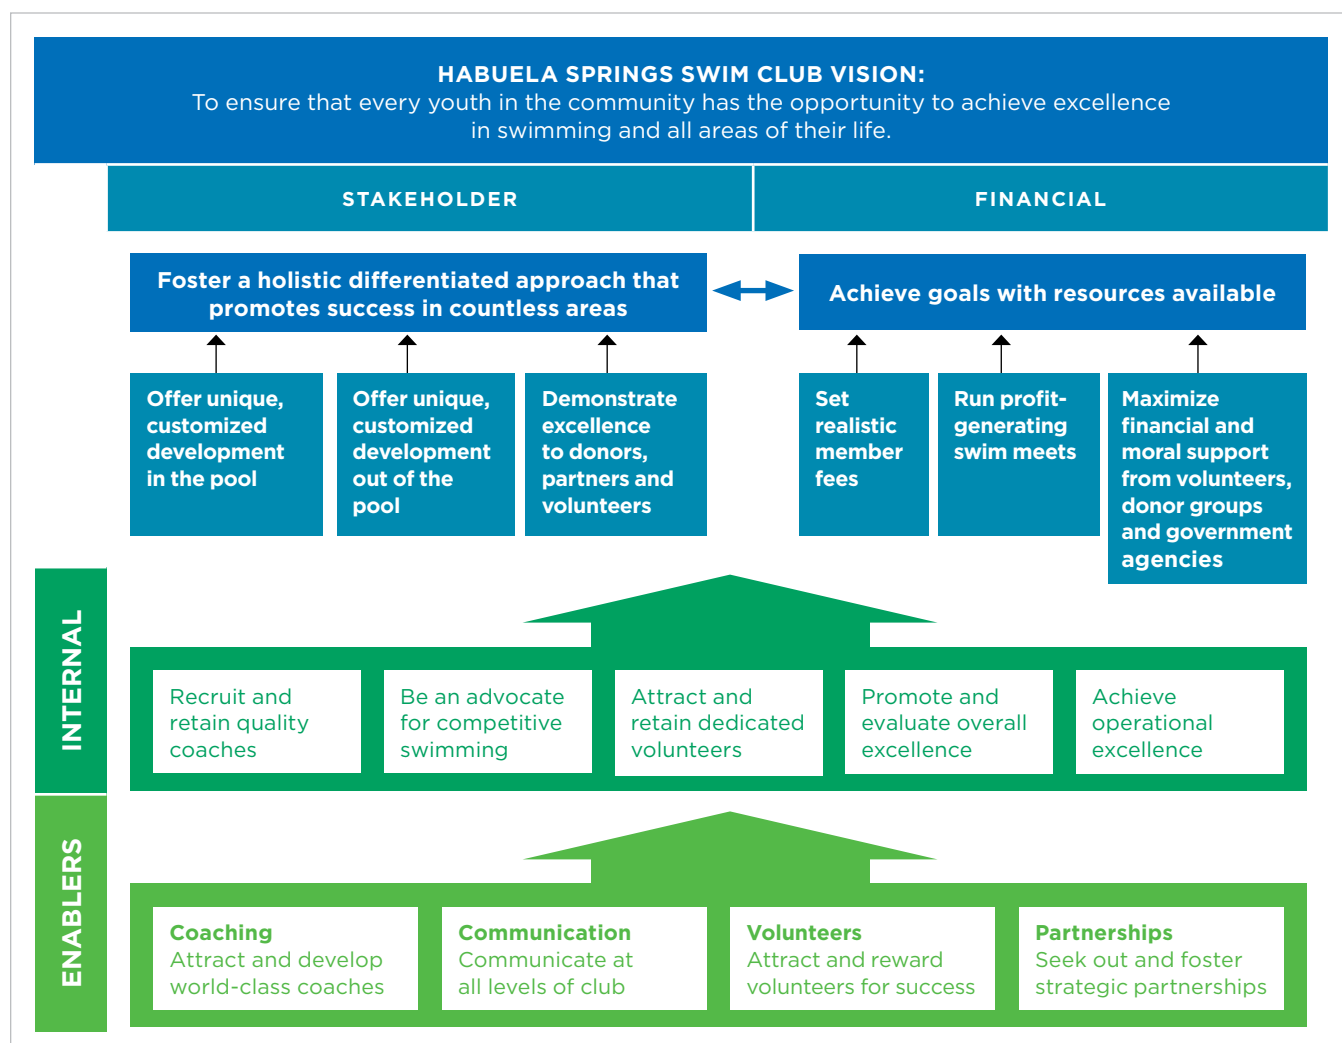 HABUELA SPRINGS SWIM CLUB VISION:
To ensure that every youth in the community has the opportunity to achieve excellence
in swimming and all areas of their life.
STAKEHOLDER
FINANCIAL
Foster a holistic differentiated approach that
promotes success in countless areas
Achieve goals with resources available
Offer unique,
customized
development
in the pool
Offer unique,
customized
development
out of the
pool
Demonstrate
excellence
to donors,
partners and
volunteers
Set
realistic
member
fees
Run profit-
generating
swim meets
Maximize
financial and
moral support
from volunteers,
donor groups
and government
agencies
INTERNAL
Recruit and
retain quality
coaches
Be an advocate
for competitive
swimming
Attract and
retain dedicated
volunteers
Promote and
evaluate overall
excellence
Achieve
operational
excellence
ENABLERS
Coaching
Attract and develop
world-class coaches
Communication
Communicate at
all levels of club
Volunteers
Attract and reward
volunteers for success
Partnerships
Seek out and foster
strategic partnerships